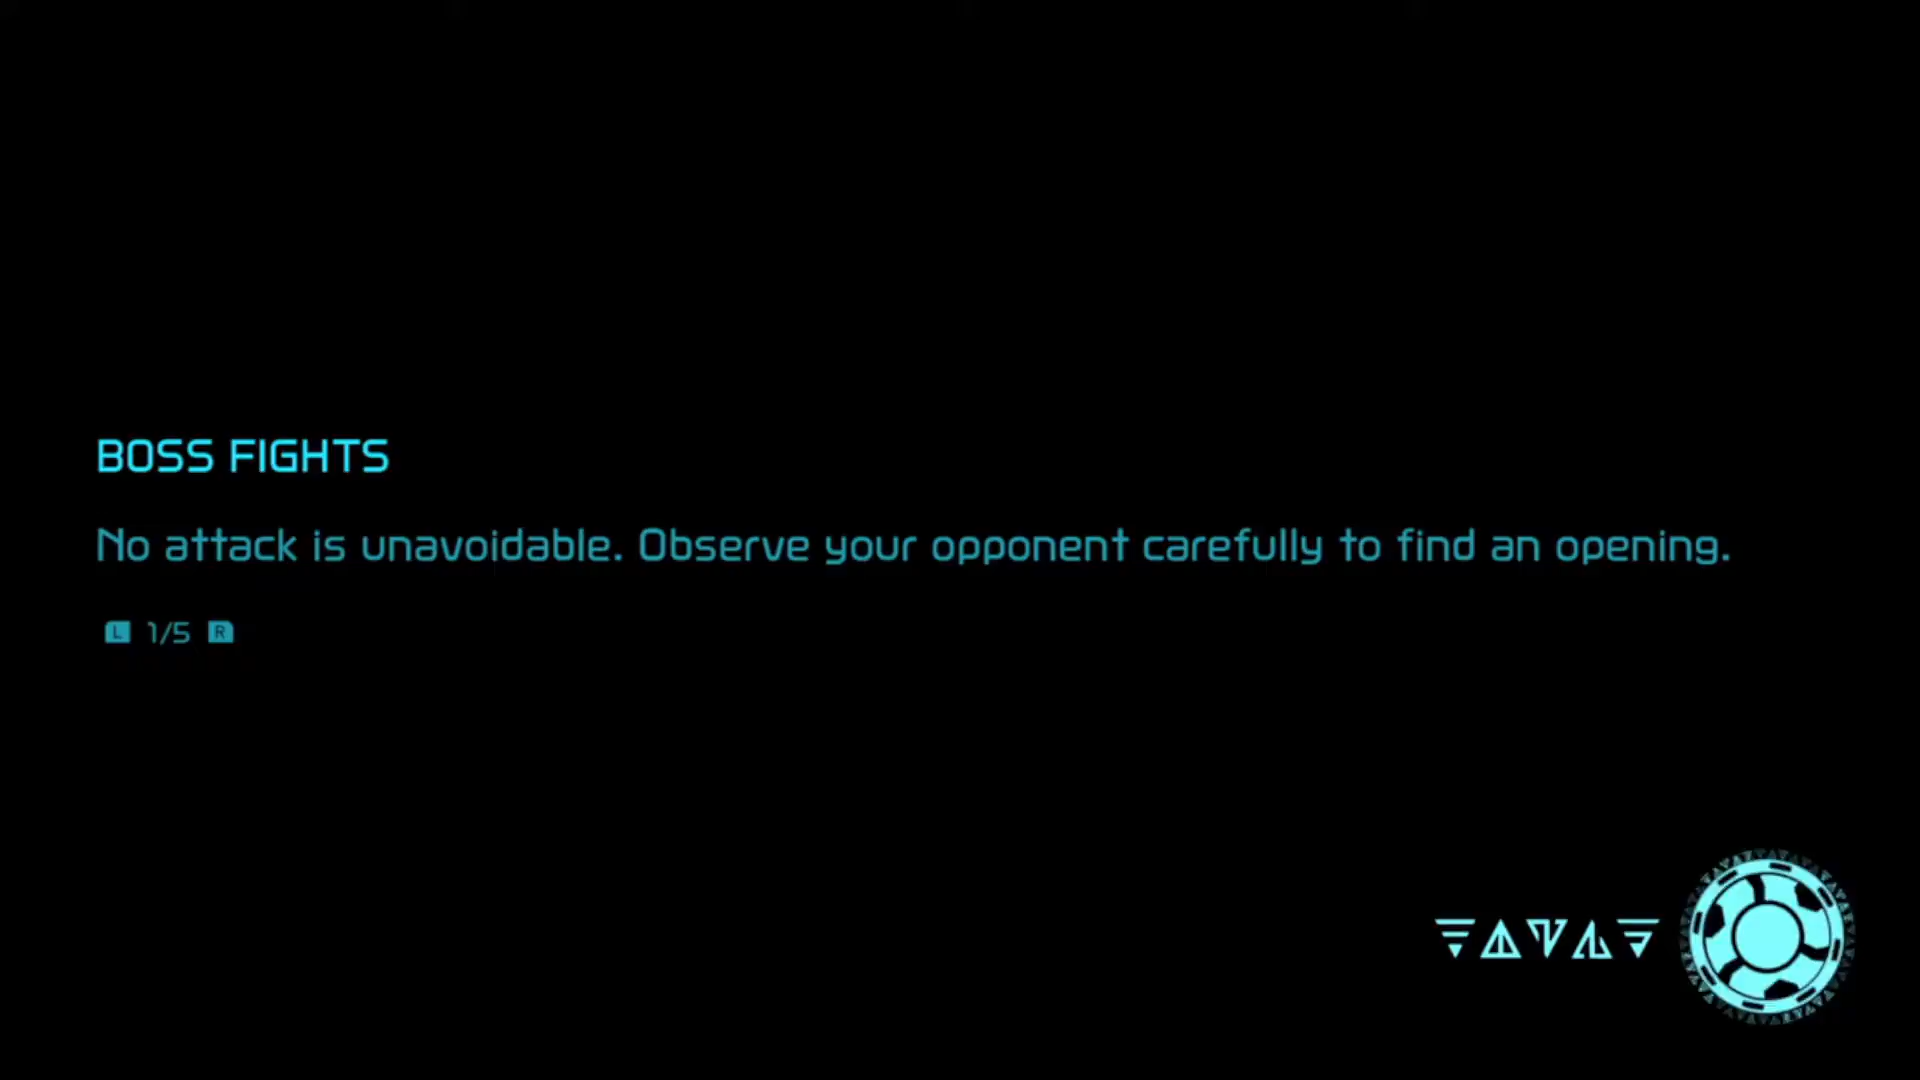 BOSS FIGHTS
No attack is unavoidable. Observe your opponent carefully to find an opening.
L 1/5 R